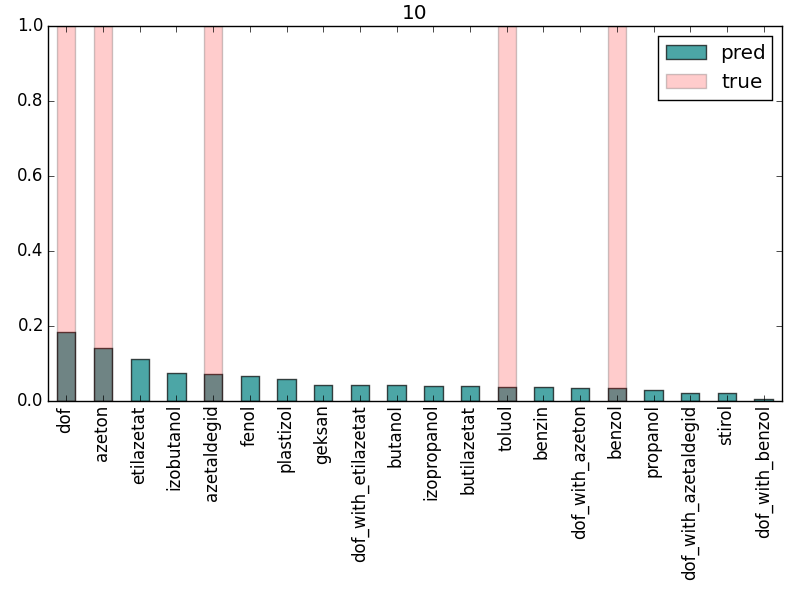 10
1.0
0.8
0.6
0.4
0.2
0.0
pred
true
dof
azeton
etilazetat
izobutanol
azetaldegid
fenol
plastizol
geksan
dof_with_etilazetat
butanol
izopropanol
butilazetat
toluol
benzin
dof_with_azeton
benzol
propanol
dof_with_azetaldegid
stirol
dof_with_benzol